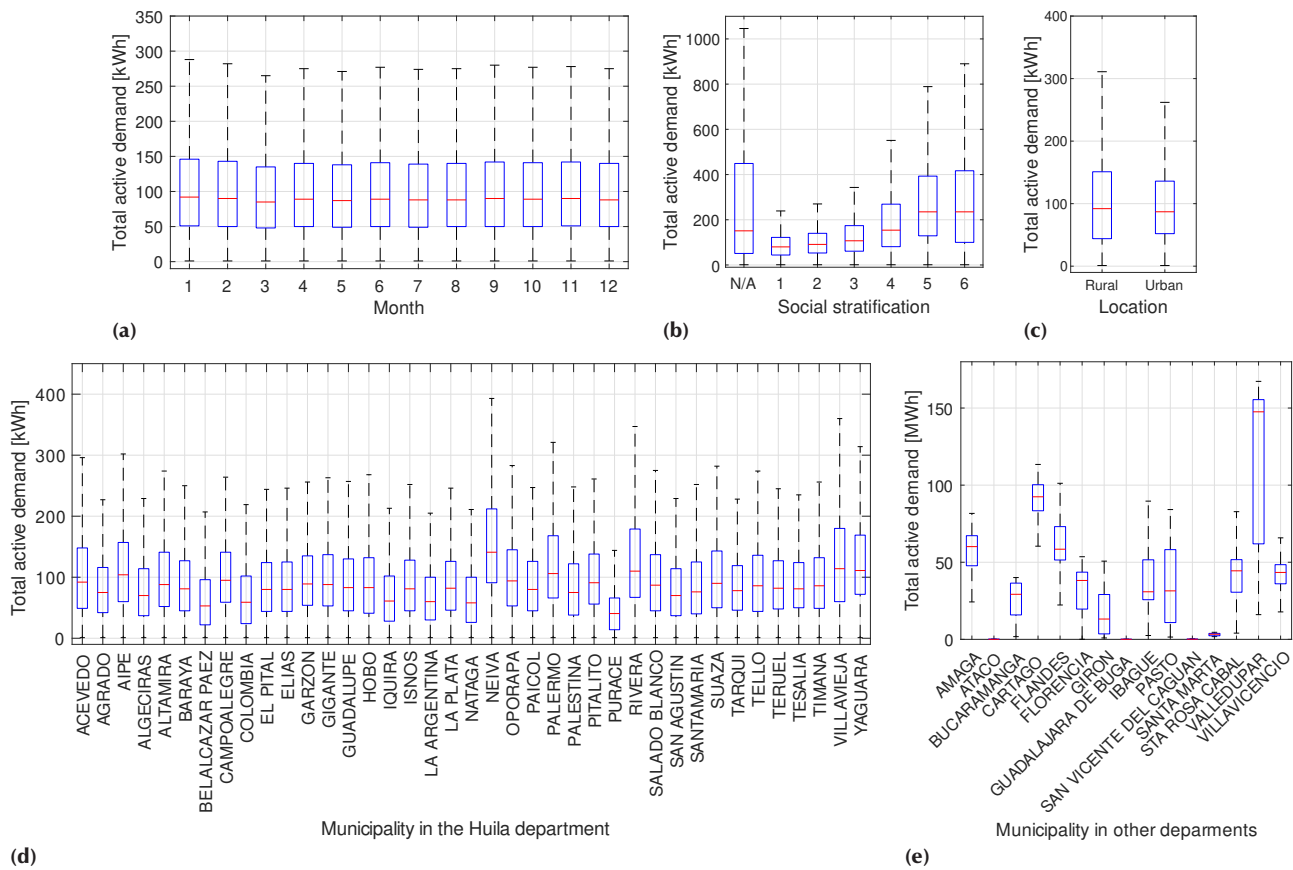 350
300
250
200
150
100
50
0
Total active demand [kWh]
1 2 3 4 5 6 7 8 9 10 11 12
Month
(a)
1000
800
600
400
200
0
Total active demand [kWh]
N/A 1 2 3 4 5 6
Social stratification
(b)
400
300
200
100
0
Total active demand [kWh]
Rural Urban
Location
(c)
400
300
200
100
0
Total active demand [kWh]
ACEVEDO
AGRADO
AIPE
ALGECIRAS
ALTAMIRA
BARAYA
BELALCAZAR PAEZ
CAMPOALEGRE
COLOMBIA
EL PITAL
ELIAS
GARZON
GIGANTE
GUADALUPE
HOBO
IQUIRA
ISNOS
LA ARGENTINA
LA PLATA
NATAGA
NEIVA
OPORAPA
PAICOL
PALERMO
PALESTINA
PITALITO
PURACE
RIVERA
SALADO BLANCO
SAN AGUSTIN
SANTAMARIA
SUAZA
TARQUI
TELLO
TERUEL
TESALIA
TIMANA
VILLAVIEJA
YAGUARA
Municipality in the Huila department
(d)
150
100
50
0
Total active demand [MWh]
AMAGA
ATACO
BUCARAMANGA
CARTAGO
FLANDES
FLORENCIA
GIRON
GUADALAJARA DE BUGA
IBAGUE
PASTO
SAN VICENTE DEL CAGUAN
SANTA MARTA
STA ROSA CABAL
VALLEDUPAR
VILLAVICENCIO
Municipality in other deparments
(e)